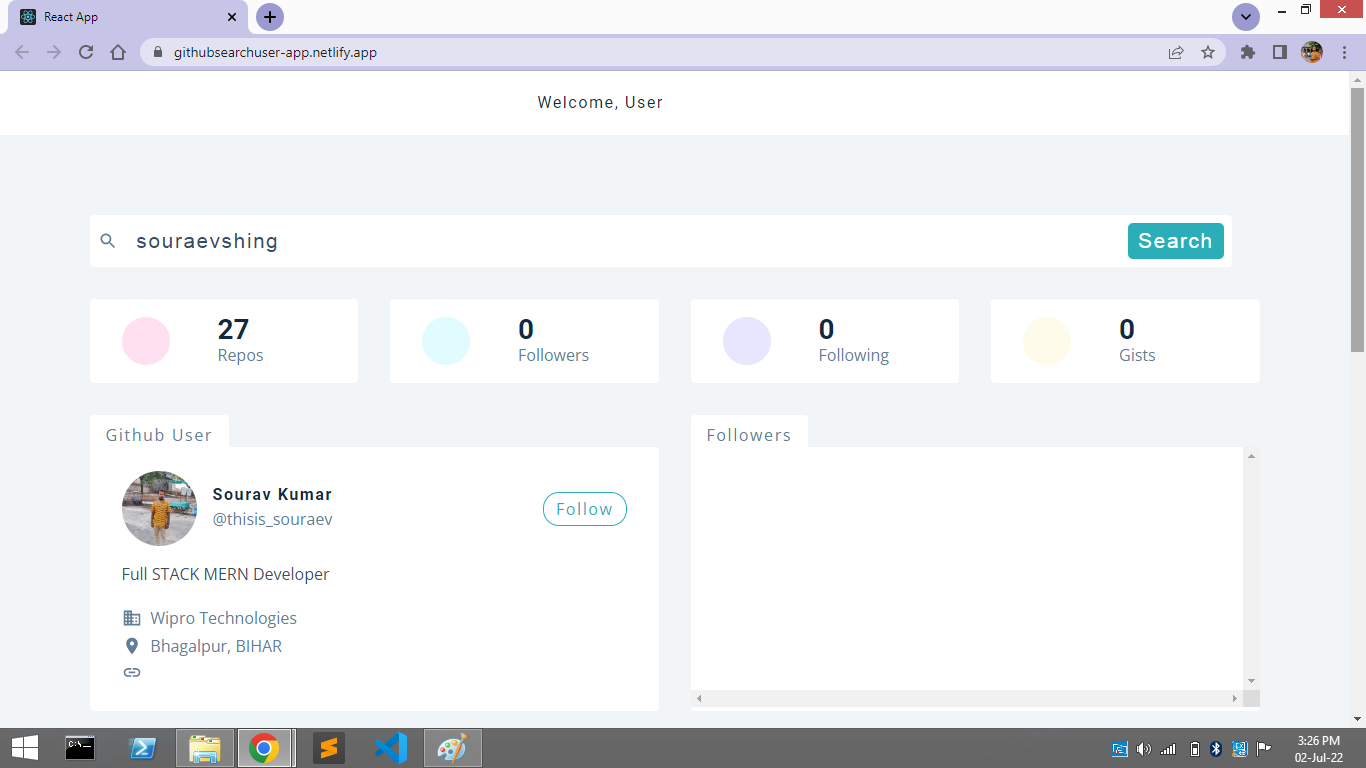 React App
githubsearchuser-app.netlify.app
Welcome, User
souraevshing
Search
27
Repos
0
Followers
0
Following
0
Gists
Github User
Followers
Sourav Kumar
@thisis_souraev
Follow
Full STACK MERN Developer
Wipro Technologies
Bhagalpur, BIHAR
3:26 PM
02-Jul-22